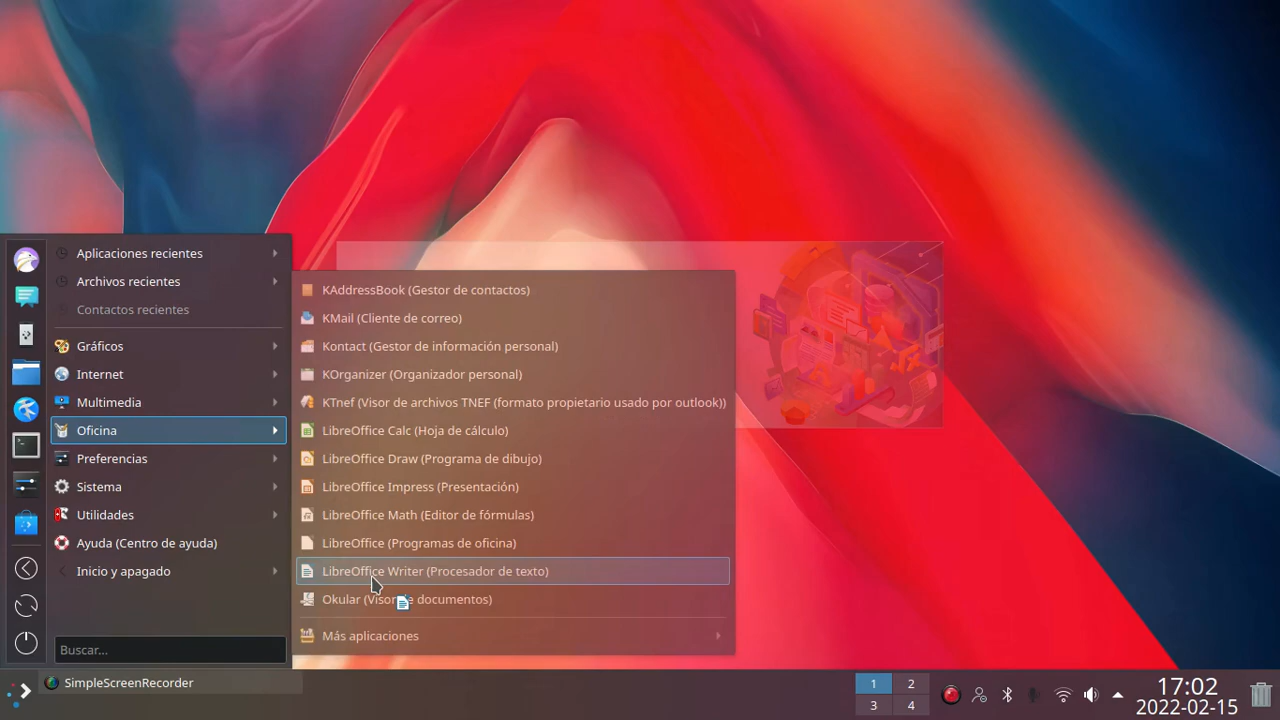 Aplicaciones recientes
Archivos recientes
Contactos recientes
Gráficos
Internet
Multimedia
Oficina
Preferencias
Sistema
Utilidades
Ayuda (Centro de ayuda)
Inicio y apagado
Buscar...
KAddressBook (Gestor de contactos)
KMail (Cliente de correo)
Kontact (Gestor de información personal)
KOrganizer (Organizador personal)
KTnef (Visor de archivos TNEF (formato propietario usado por outlook))
LibreOffice Calc (Hoja de cálculo)
LibreOffice Draw (Programa de dibujo)
LibreOffice Impress (Presentación)
LibreOffice Math (Editor de fórmulas)
LibreOffice (Programas de oficina)
LibreOffice Writer (Procesador de texto)
Okular (Visor de documentos)
Más aplicaciones
SimpleScreenRecorder
1 2
3 4
17:02
2022-02-15